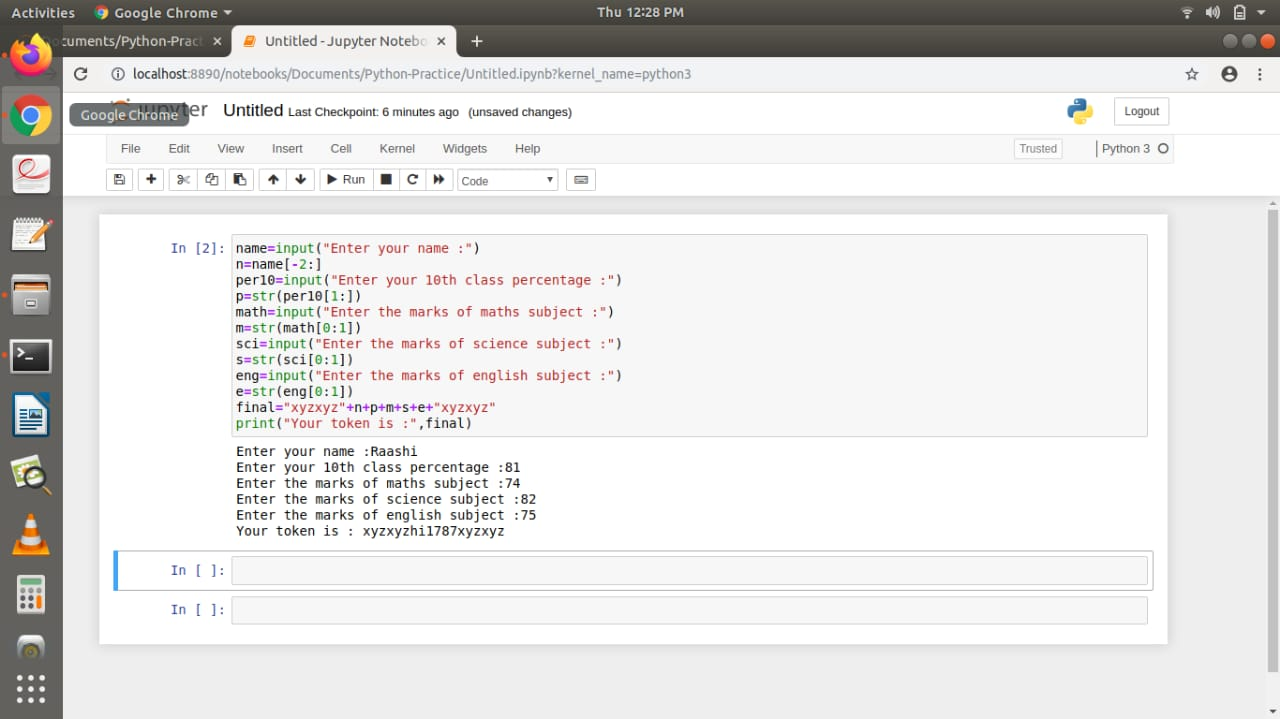 Activities Google Chrome Thu 12:28 PM
ocuments/Python-Pract × Untitled - Jupyter Notebo × +
localhost:8890/notebooks/Documents/Python-Practice/Untitled.ipynb?kernel_name=python3
Google Chrome
Untitled Last Checkpoint: 6 minutes ago (unsaved changes) Logout
File Edit View Insert Cell Kernel Widgets Help Trusted Python 3
Run Code
In [2]: name=input("Enter your name :")
n=name[-2:]
per10=input("Enter your 10th class percentage :")
p=str(per10[1:])
math=input("Enter the marks of maths subject :")
m=str(math[0:1])
sci=input("Enter the marks of science subject :")
s=str(sci[0:1])
eng=input("Enter the marks of english subject :")
e=str(eng[0:1])
final="xyzxyz"+n+p+m+s+e+"xyzxyz"
print("Your token is :",final)
Enter your name :Raashi
Enter your 10th class percentage :81
Enter the marks of maths subject :74
Enter the marks of science subject :82
Enter the marks of english subject :75
Your token is : xyzxyzhi1787xyzxyz
In [ ]:
In [ ]: